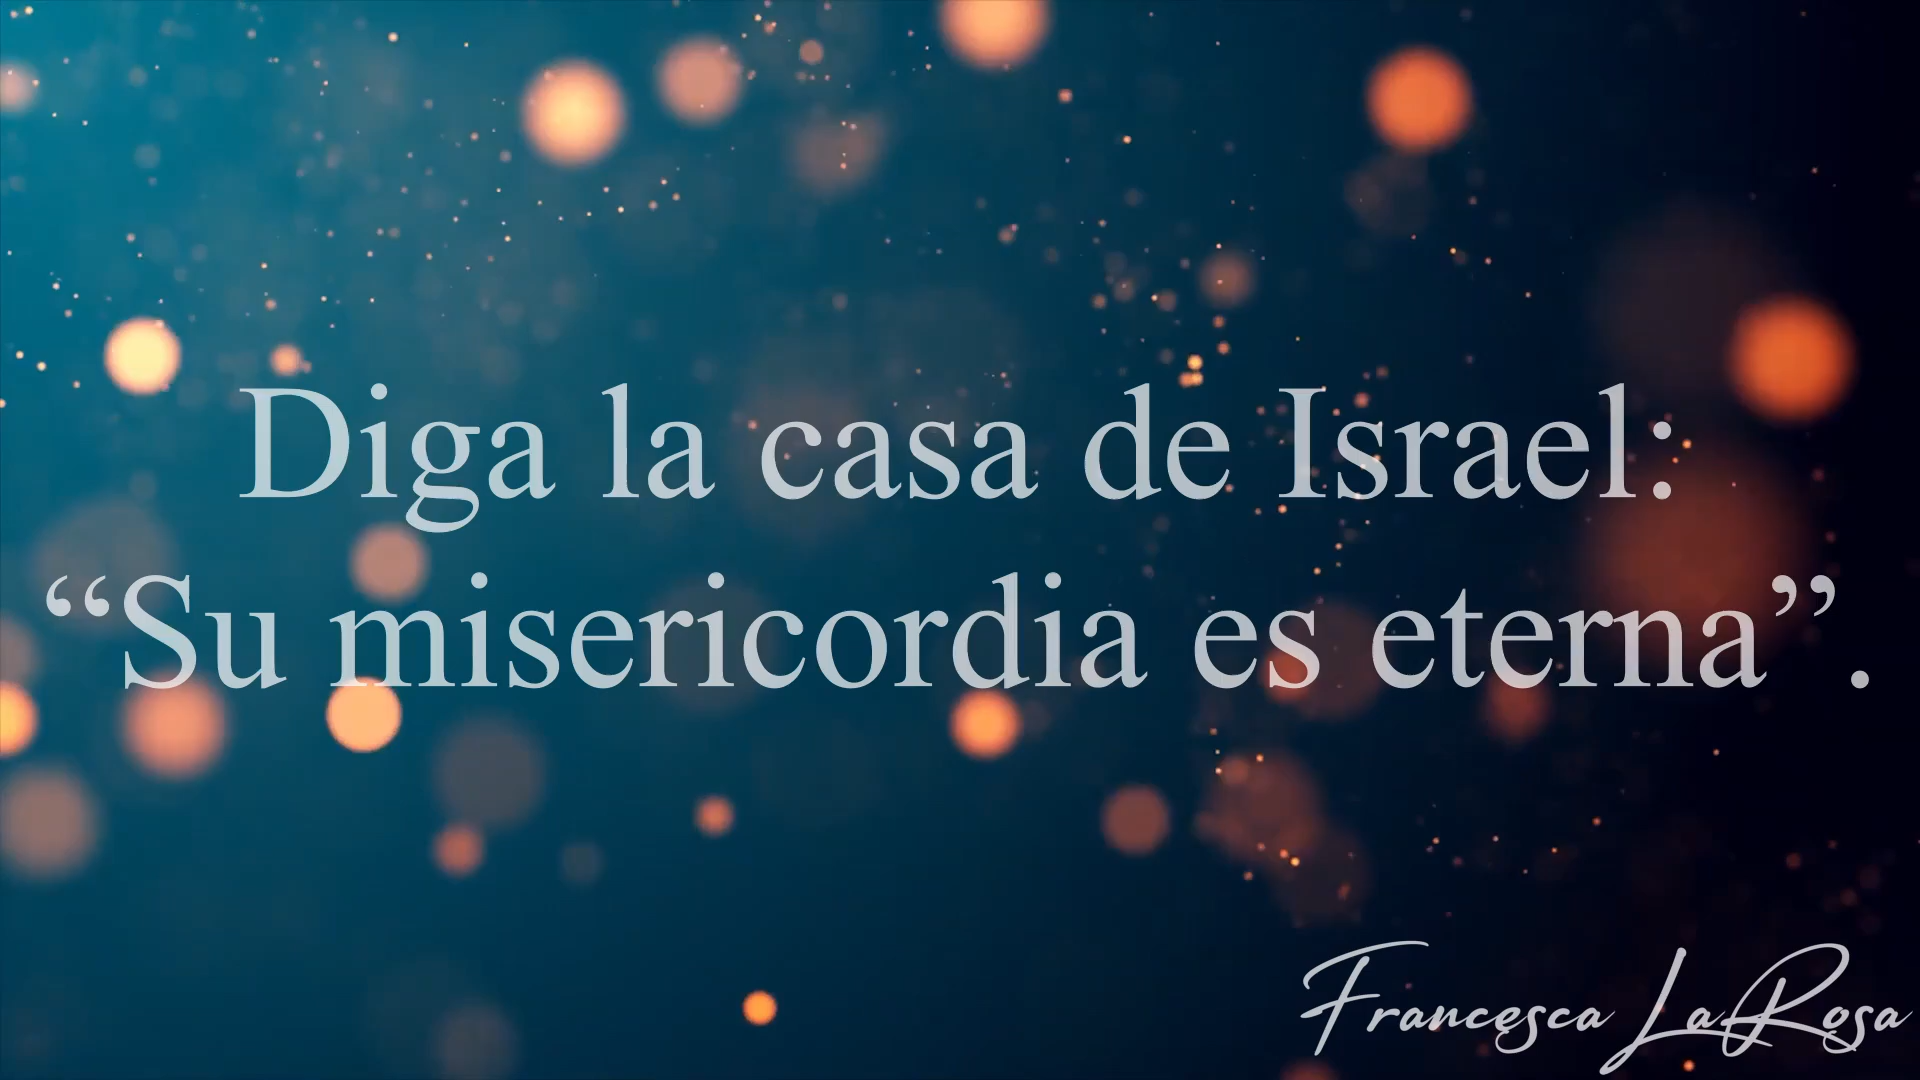 Diga la casa de Israel:
“Su misericordia es eterna”.
Francesca LaRosa